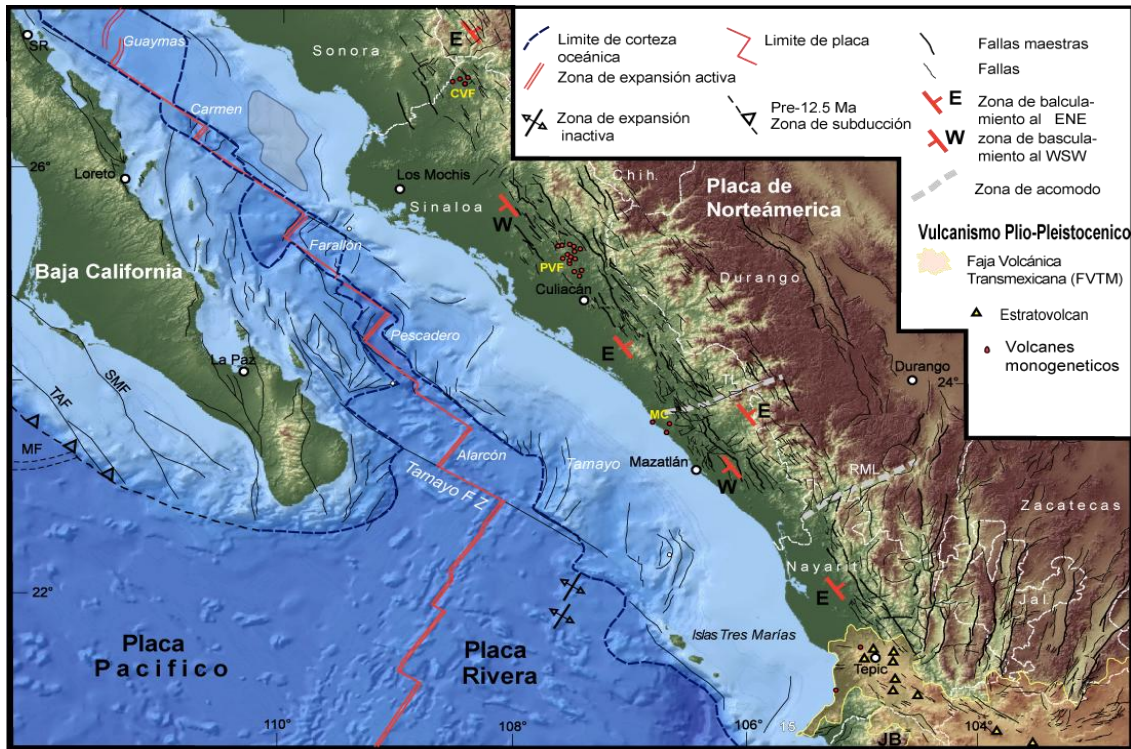 SR
Guaymas
Sonora
E
CVF
Carmen
26°
Loreto
Los Mochis
Sinaloa
W
Chih.
Placa de
Norteámerica
Farallón
Baja California
PVF
Culiacán
Durango
Pescadero
E
La Paz
Durango
24°
SMF
TAF
MC
E
MF
Alarcón
Tamayo
Mazatlán
W
RML
Tamayo F Z
Zacatecas
22°
Nayarit
E
Jal.
Islas Tres Marías
Placa
Pacifico
Placa
Rivera
Tepic
110°
108°
106°
15
104°
JB
Limite de corteza
oceánica
Zona de expansión activa
Zona de expansión
inactiva
Limite de placa
Pre-12.5 Ma
Zona de subducción
Fallas maestras
Fallas
E
Zona de balcula-
miento al ENE
W
zona de bascula-
miento al WSW
Zona de acomodo
Vulcanismo Plio-Pleistocenico
Faja Volcánica
Transmexicana (FVTM)
Estratovolcan
Volcanes
monogeneticos